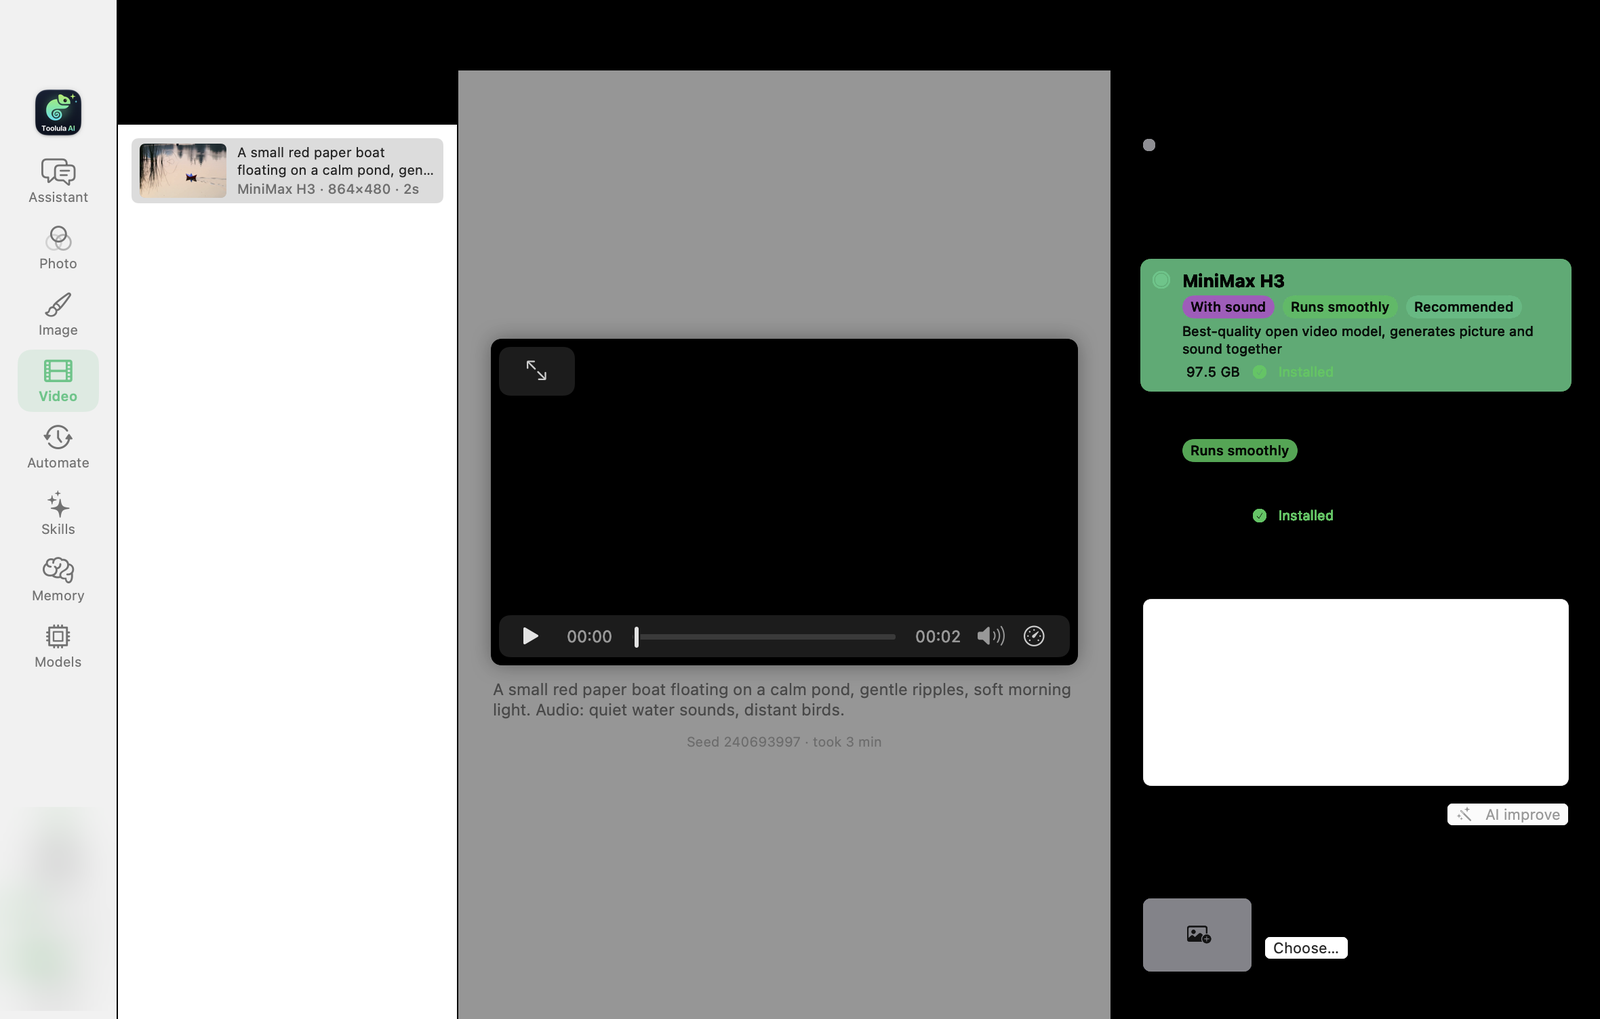 Toolula AI
Assistant
Photo
Image
Video
Automate
Skills
Memory
Models
A small red paper boat
floating on a calm pond, gen...
MiniMax H3 · 864×480 · 2s
00:00
00:02
A small red paper boat floating on a calm pond, gentle ripples, soft morning
light. Audio: quiet water sounds, distant birds.
Seed 240693997 · took 3 min
MiniMax H3
With sound
Runs smoothly
Recommended
Best-quality open video model, generates picture and
sound together
97.5 GB
Installed
Runs smoothly
Installed
AI improve
Choose...